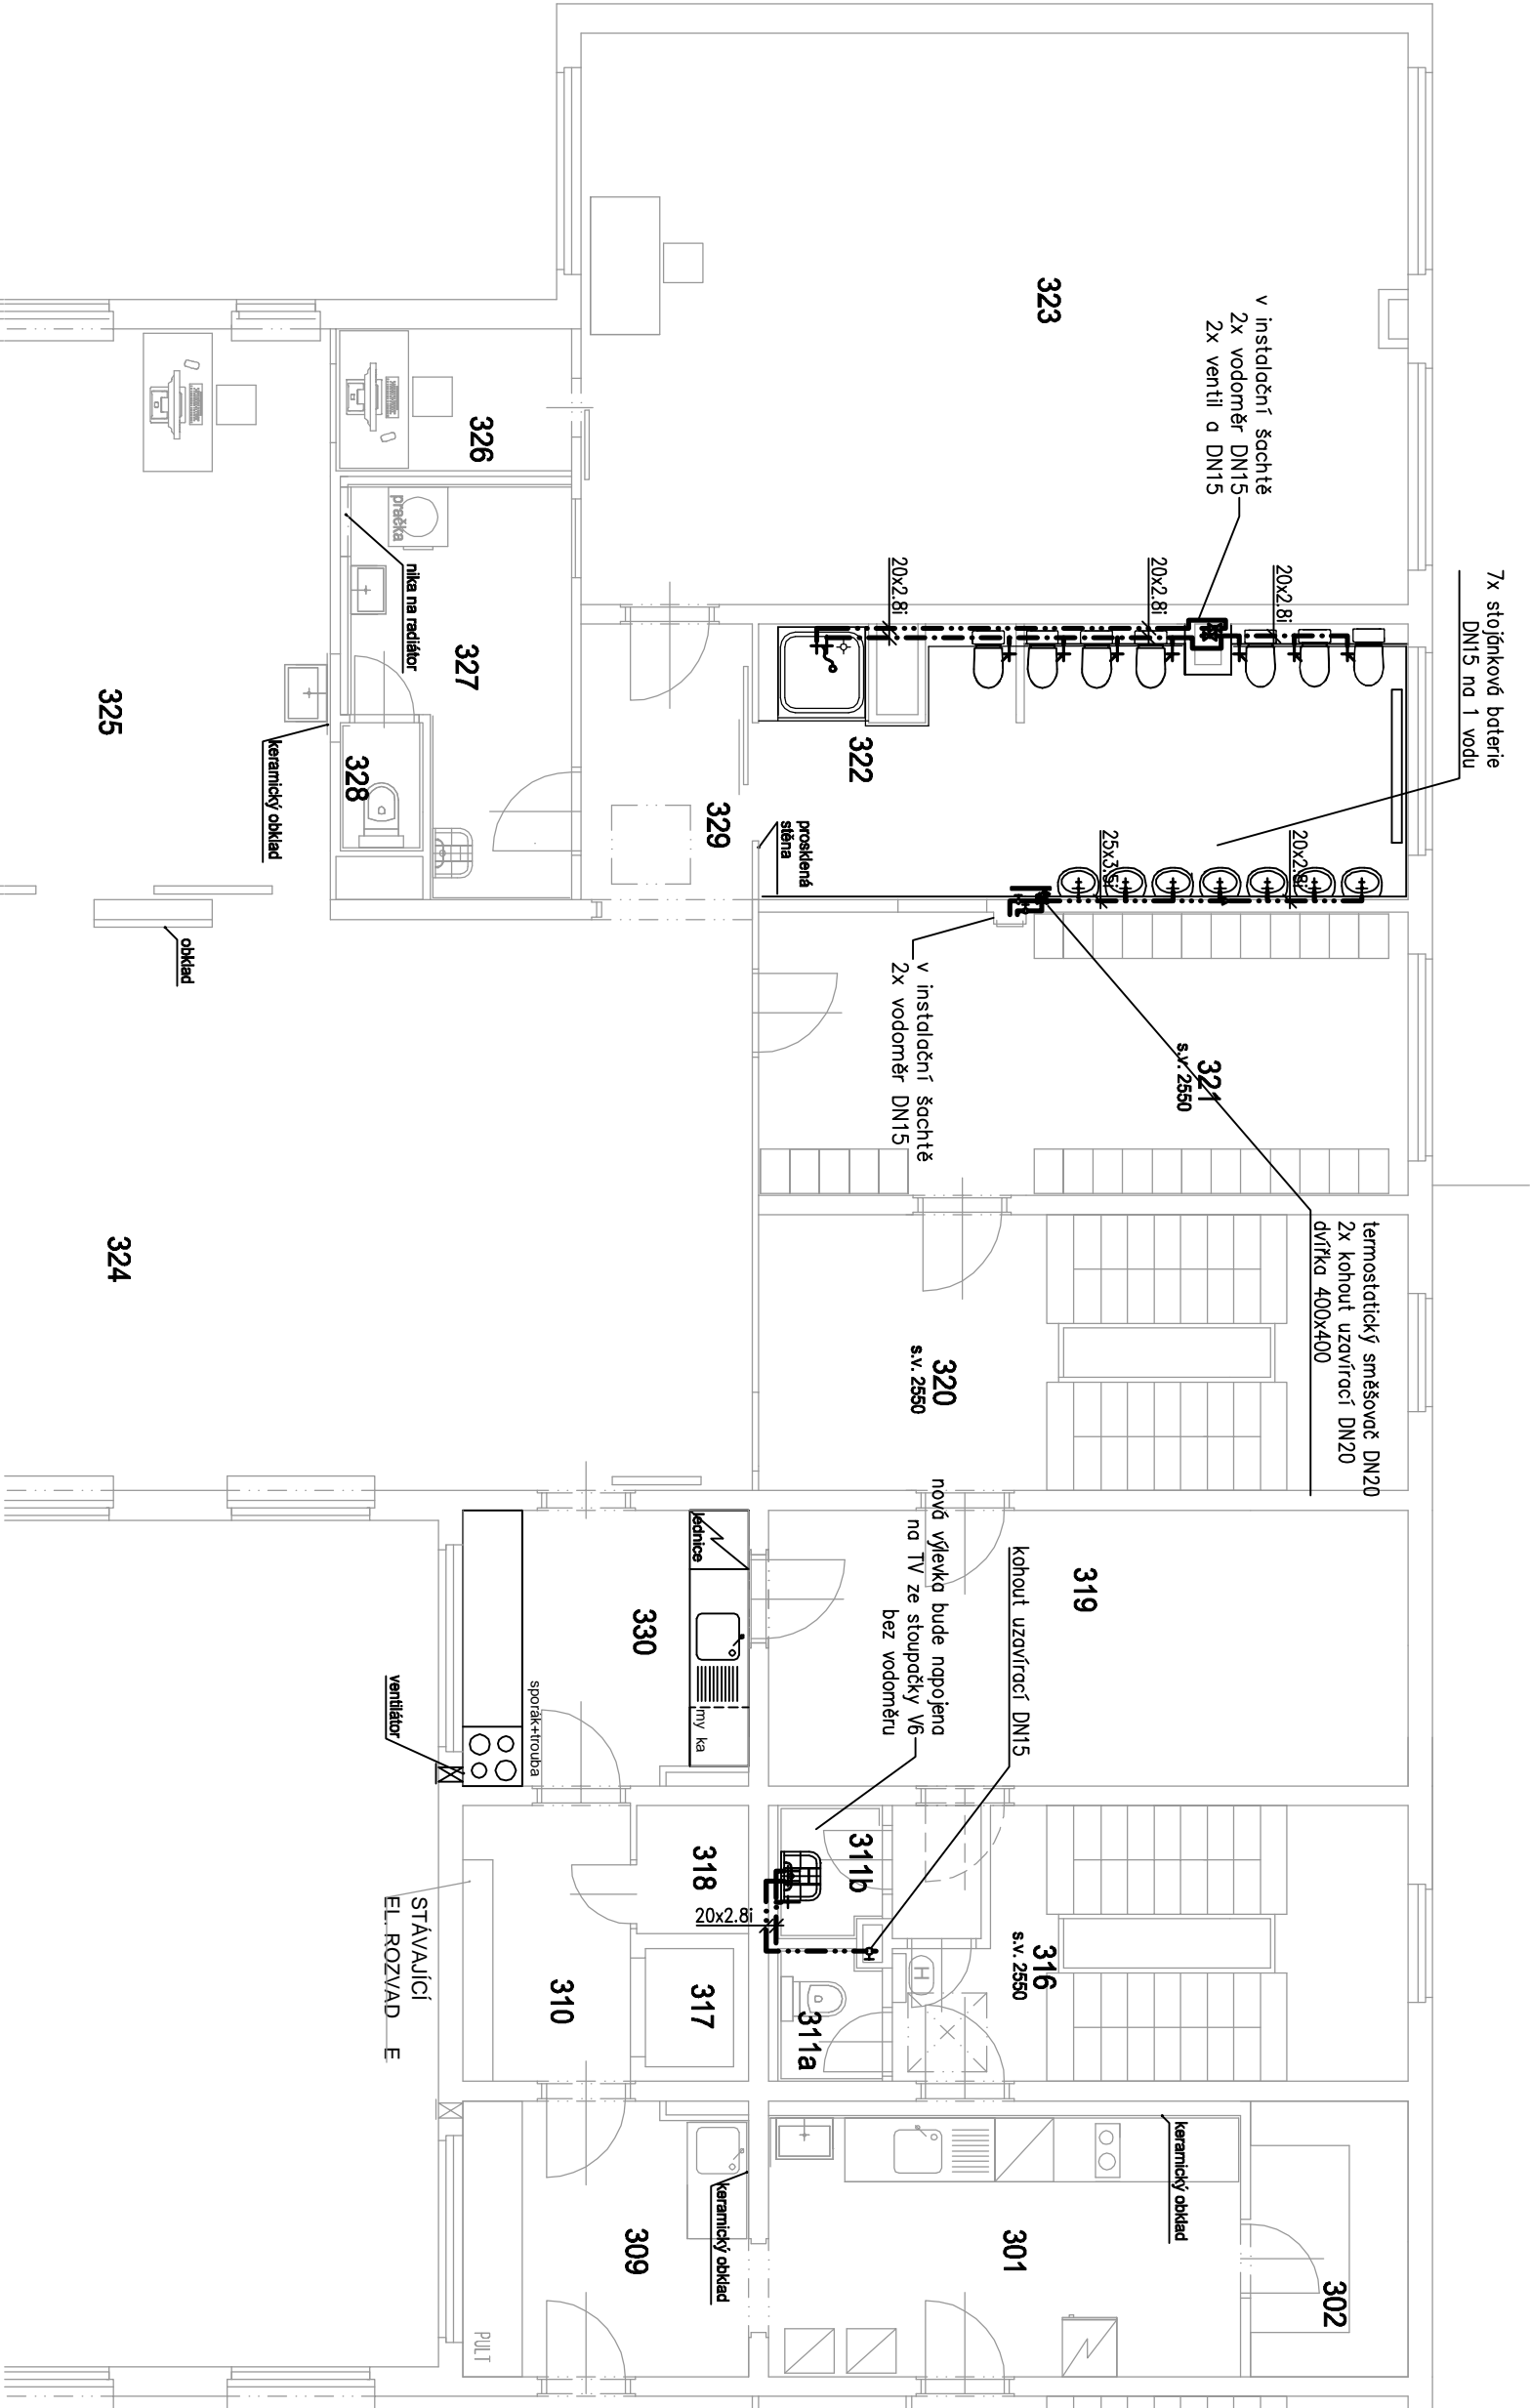 7x stojánková baterie
DN15 na 1 vodu
v instalační šachtě
2x vodoměr DN15
2x ventil a DN15
323
20x2.8i
20x2.8i
20x2.8i
326
pračka
nika na radiátor
327
325
keramický obklad
328
322
329
prosklená
stěna
25x3.5i
20x2.8i
obklad
v instalační šachtě
2x vodoměr DN15
321
s.v. 2550
termostatický směšovač DN20
2x kohout uzavírací DN20
dvířka 400x400
324
320
s.v. 2550
nová výlevka bude napojena
na TV ze stoupačky V6
bez vodoměru
kohout uzavírací DN15
319
lednice
330
my ka
sporák+trouba
ventilátor
318
311b
20x2.8i
316
s.v. 2550
H
STÁVAJÍCÍ
EL. ROZVAD E
310
317
311a
keramický obklad
keramický obklad
309
301
302
PULT